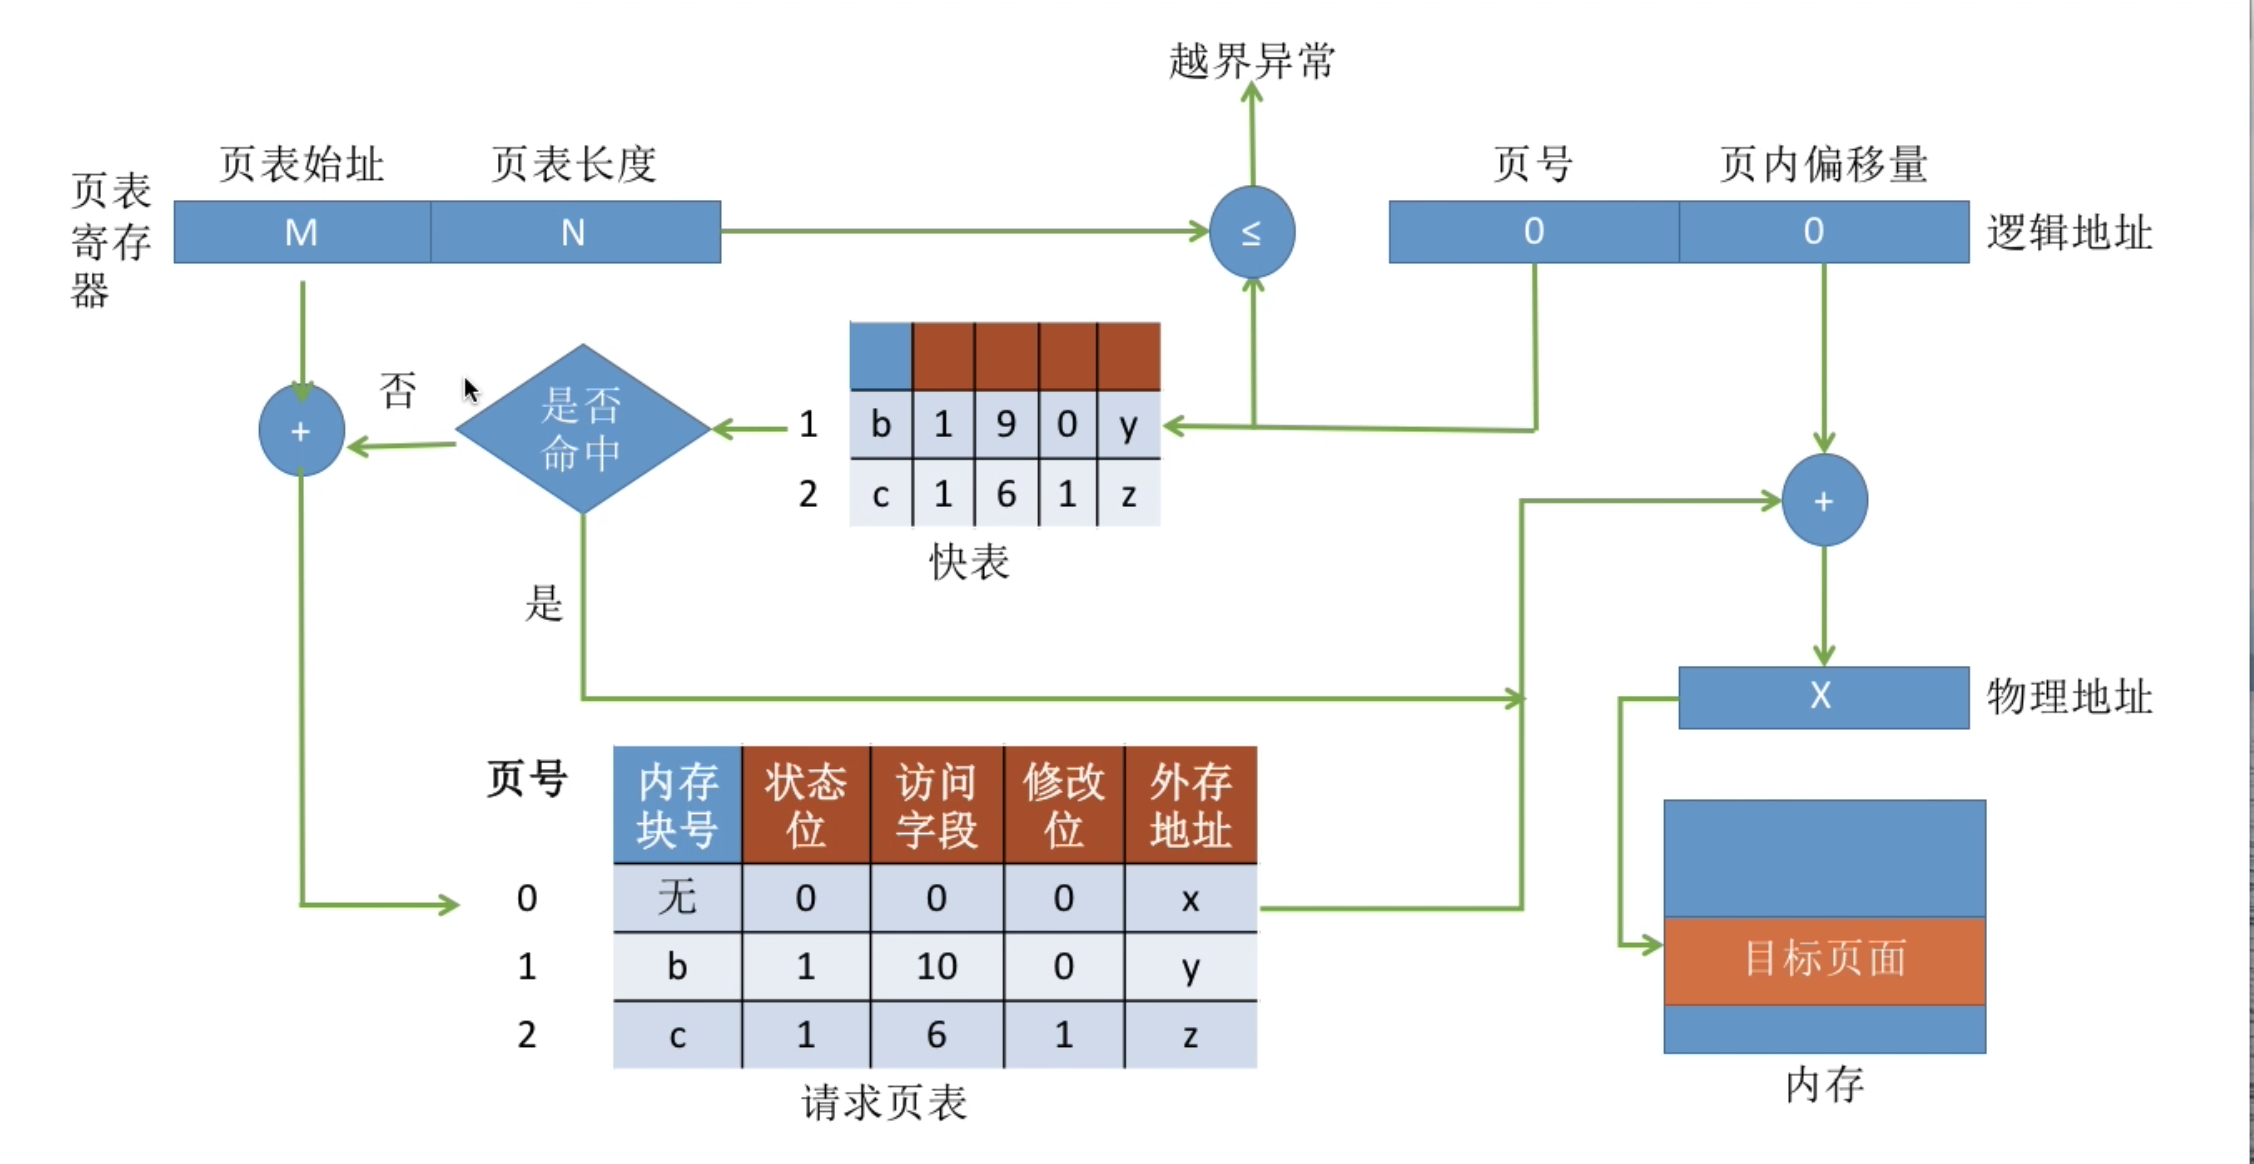 越界异常
页表始址
页表长度
页号
页内偏移量
页表
寄存
器
M
N
≤
0
0
逻辑地址
否
是否
命中
+
1 b 1 9 0 y
2 c 1 6 1 z
快表
+
是
X
物理地址
页号 内存块号 状态位 访问字段 修改位 外存地址
0 无 0 0 0 x
1 b 1 10 0 y
2 c 1 6 1 z
请求页表
目标页面
内存